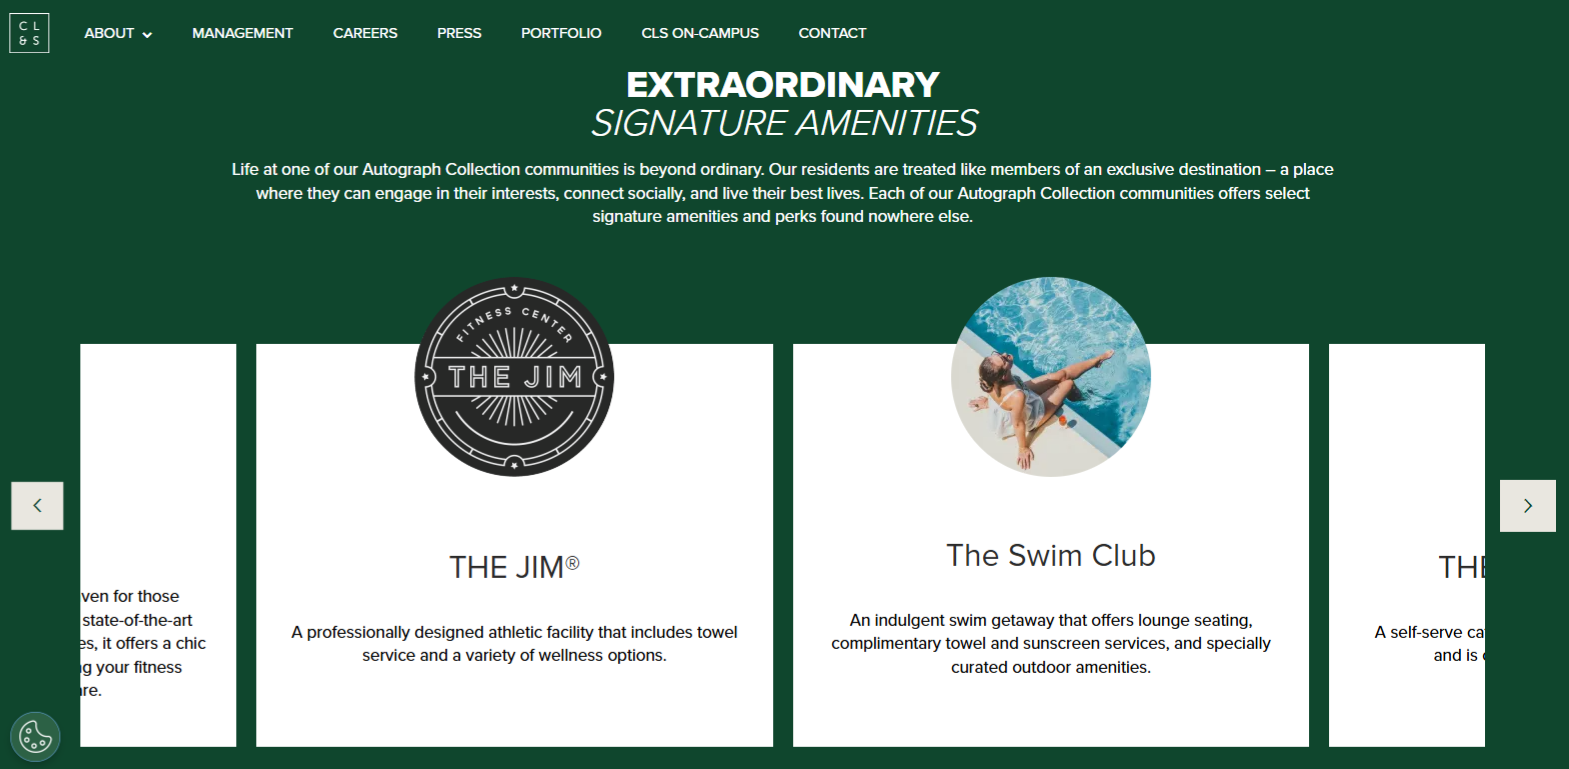 CL
&S
ABOUT
MANAGEMENT
CAREERS
PRESS
PORTFOLIO
CLS ON-CAMPUS
CONTACT
EXTRAORDINARY
SIGNATURE AMENITIES
Life at one of our Autograph Collection communities is beyond ordinary. Our residents are treated like members of an exclusive destination – a place
where they can engage in their interests, connect socially, and live their best lives. Each of our Autograph Collection communities offers select
signature amenities and perks found nowhere else.
ven for those
state-of-the-art
es, it offers a chic
g your fitness
re.
FITNESS CENTER
THE JIM
THE JIM®
A professionally designed athletic facility that includes towel
service and a variety of wellness options.
The Swim Club
An indulgent swim getaway that offers lounge seating,
complimentary towel and sunscreen services, and specially
curated outdoor amenities.
THE
A self-serve ca
and is